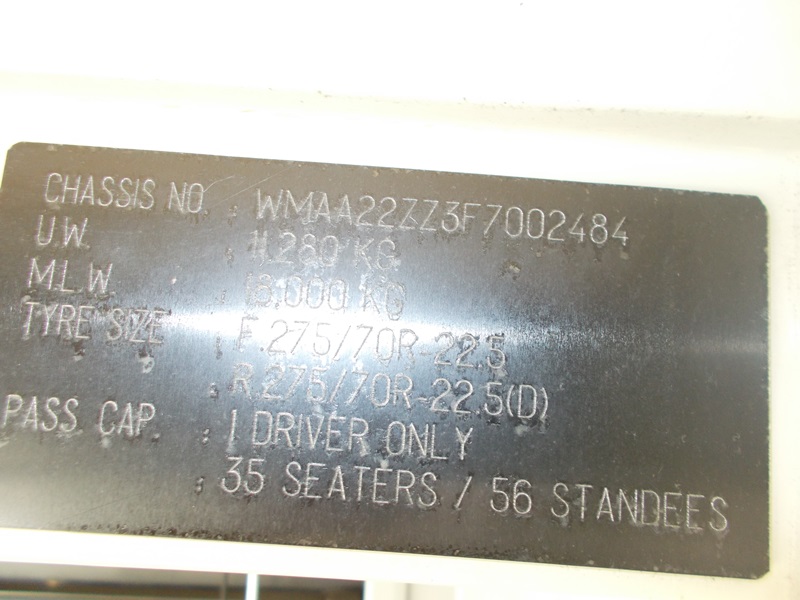 CHASSIS NO. : WMAA22ZZ3F7002484
U.W. : 11.280 KG
M.L.W. : 18,000 KG
TYRE SIZE : F.275/70R-22.5
R.275/70R-22.5(D)
PASS. CAP. : 1 DRIVER ONLY
: 35 SEATERS / 56 STANDEES